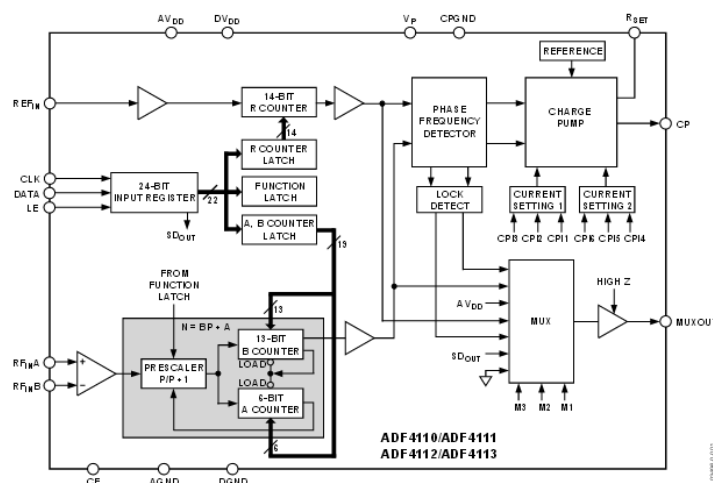 AVDD
DVDD
VP
CPGND
RSET
REFERENCE
REFIN
14-BIT
R COUNTER
PHASE
FREQUENCY
DETECTOR
CHARGE
PUMP
CP
14
R COUNTER
LATCH
CLK
DATA
LE
24-BIT
INPUT REGISTER
22
FUNCTION
LATCH
LOCK
DETECT
CURRENT
SETTING 1
CURRENT
SETTING 2
A, B COUNTER
LATCH
SDOUT
19
CPI3 CPI2 CPI1
CPI6 CPI5 CPI4
FROM
FUNCTION
LATCH
HIGH Z
AVDD
MUX
MUXOUT
13
N = BP + A
13-BIT
B COUNTER
RFINA
RFINB
PRESCALER
P/P + 1
LOAD
LOAD
SDOUT
6-BIT
A COUNTER
M3 M2 M1
6
ADF4110/ADF4111
ADF4112/ADF4113
CE
AGND
DGND